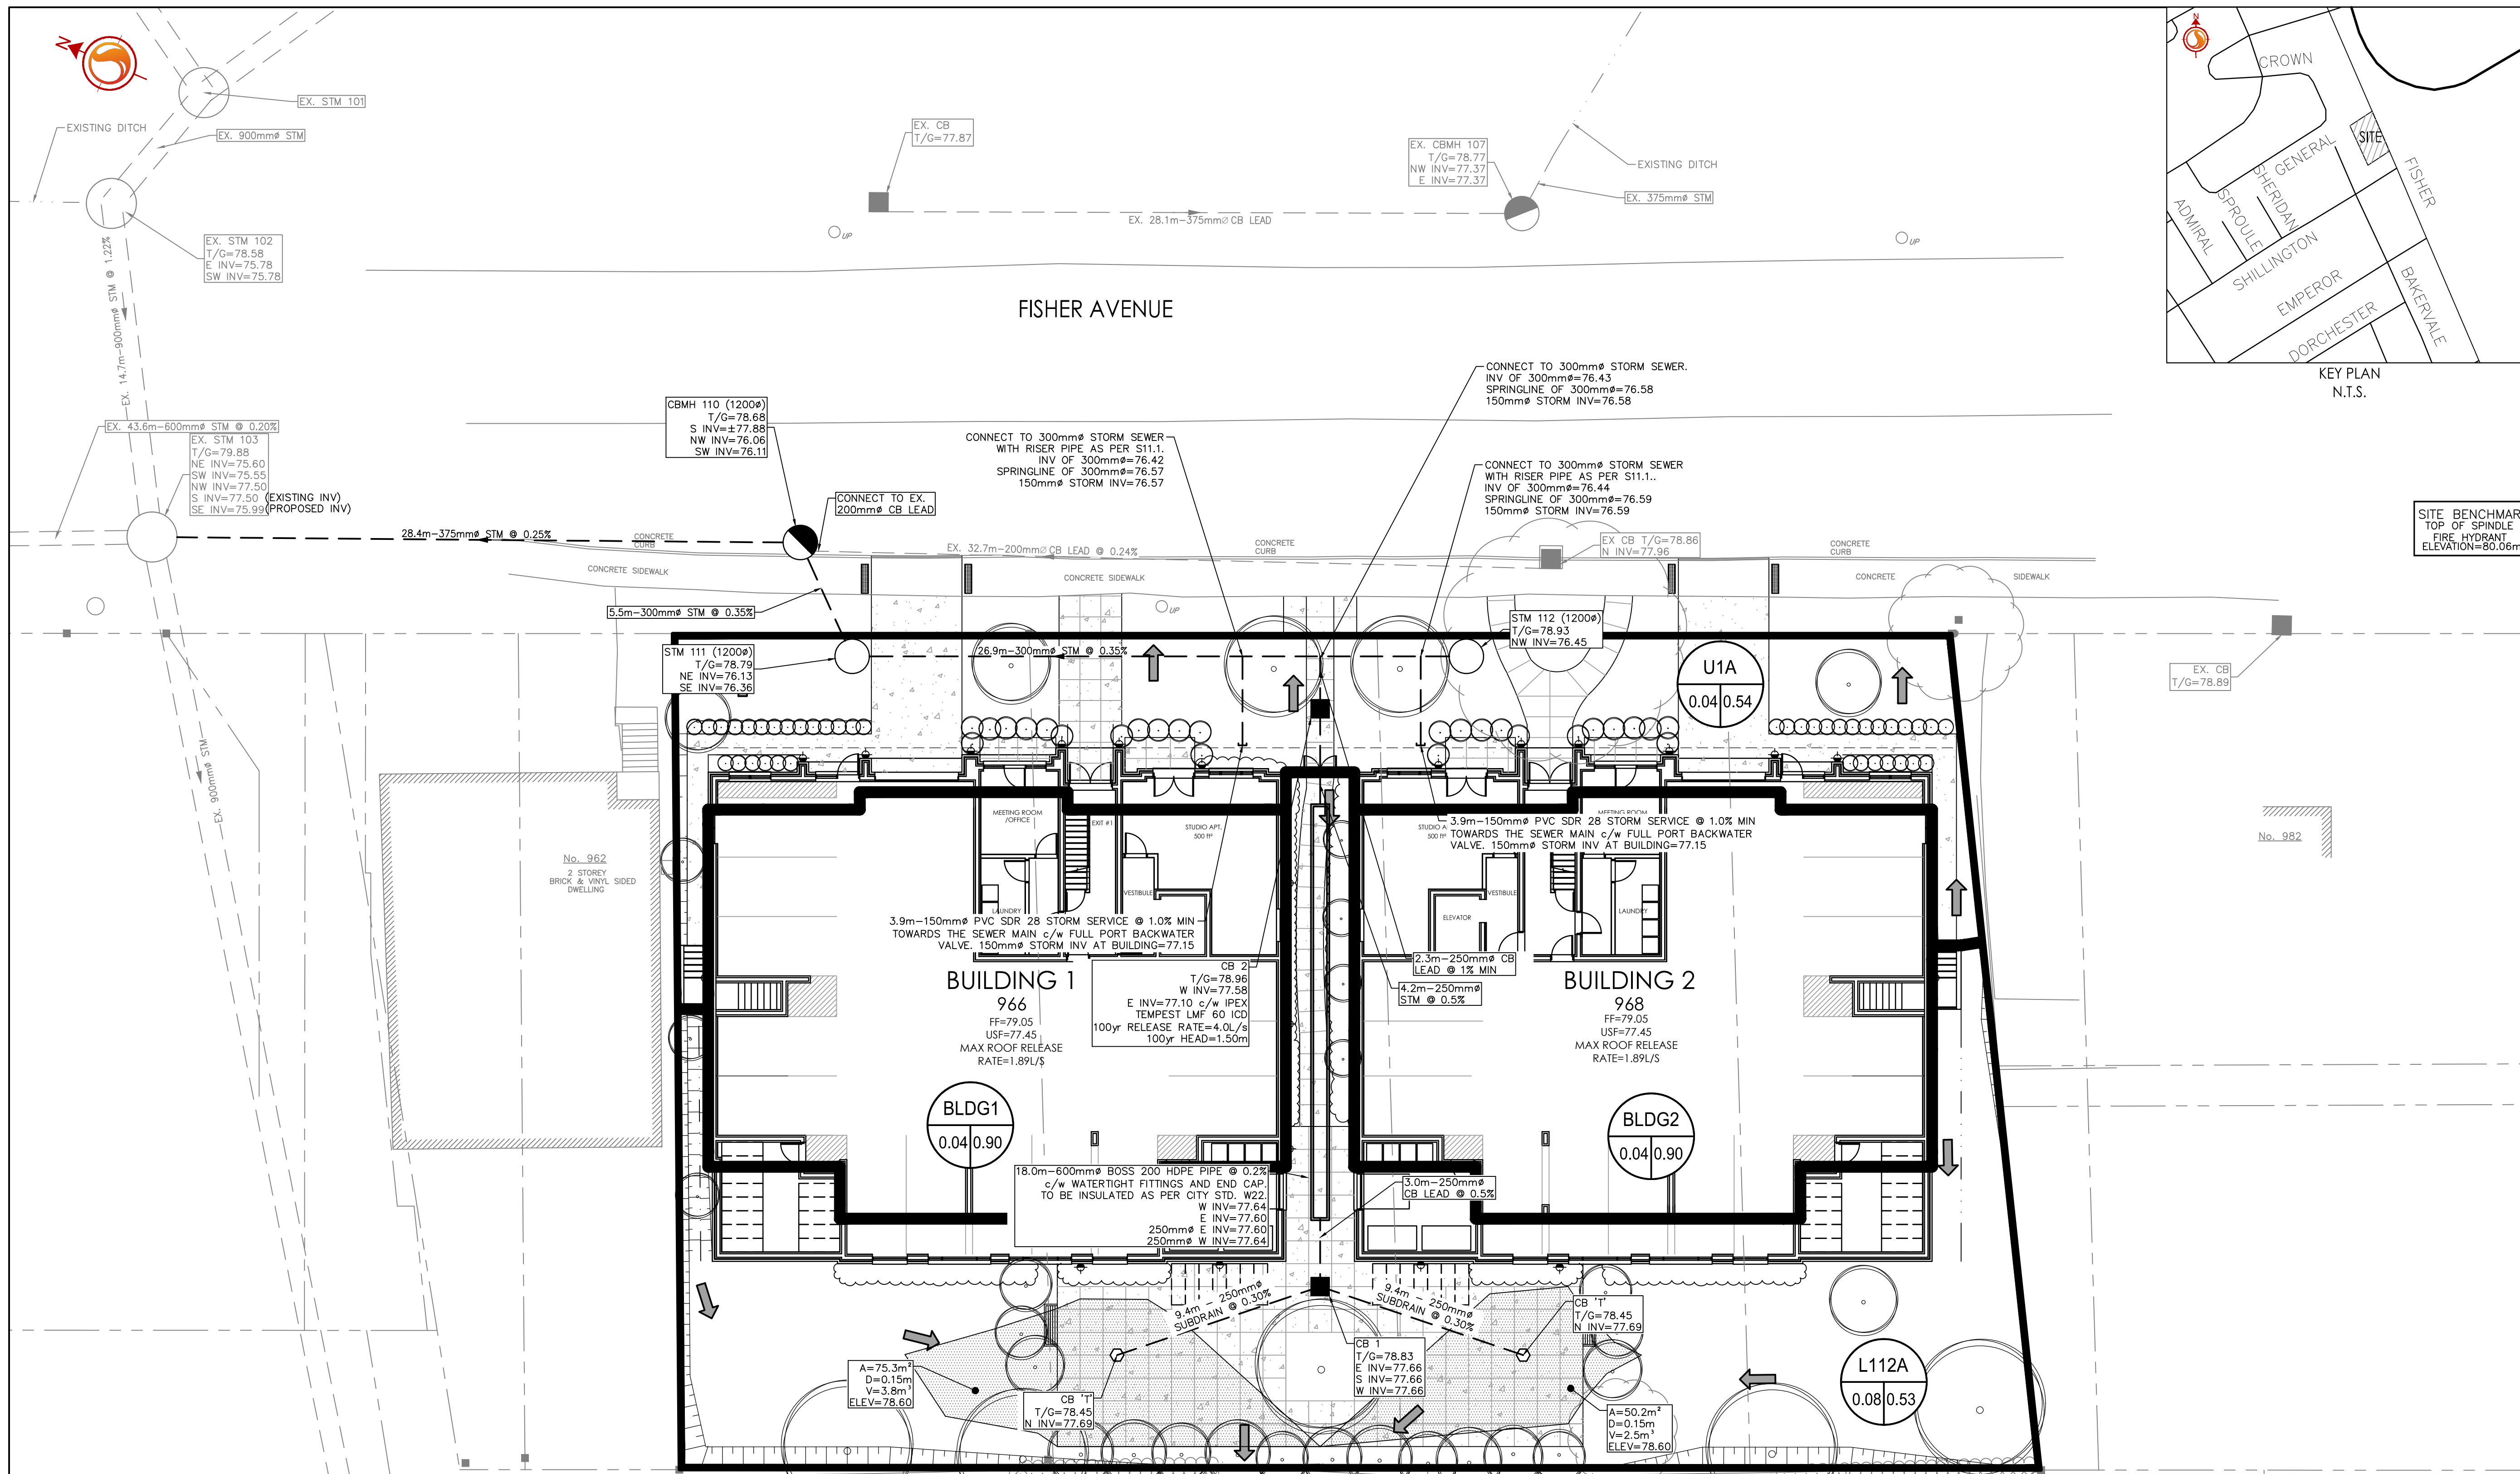 N
EX. STM 101
EXISTING DITCH
EX. 900mmø STM
EX. STM 102
T/G=78.58
E INV=75.78
SW INV=75.78
EX. 14.7m-900mmø STM @ 1.22%
EX. CB
T/G=77.87
EX. CBMH 107
T/G=78.77
NW INV=77.37
E INV=77.37
EXISTING DITCH
EX. 375mmø STM
EX. 28.1m-375mmØ CB LEAD
UP
UP
FISHER AVENUE
N
CROWN
GENERAL
SITE
FISHER
SHERIDAN
SPROULE
ADMIRAL
SHILLINGTON
EMPEROR
BAKERVALE
DORCHESTER
KEY PLAN
N.T.S.
EX. 43.6m-600mmø STM @ 0.20%
EX. STM 103
T/G=79.88
NE INV=75.60
SW INV=75.55
NW INV=77.50
S INV=77.50 (EXISTING INV)
SE INV=75.99 (PROPOSED INV)
CBMH 110 (1200ø)
T/G=78.68
S INV=±77.88
NW INV=76.06
SW INV=76.11
CONNECT TO EX.
200mmø CB LEAD
CONNECT TO 300mmø STORM SEWER
WITH RISER PIPE AS PER S11.1.
INV OF 300mmø=76.42
SPRINGLINE OF 300mmø=76.57
150mmø STORM INV=76.57
CONNECT TO 300mmø STORM SEWER.
INV OF 300mmø=76.43
SPRINGLINE OF 300mmø=76.58
150mmø STORM INV=76.58
CONNECT TO 300mmø STORM SEWER
WITH RISER PIPE AS PER S11.1..
INV OF 300mmø=76.44
SPRINGLINE OF 300mmø=76.59
150mmø STORM INV=76.59
SITE BENCHMAR
TOP OF SPINDLE
FIRE HYDRANT
ELEVATION=80.06m
28.4m-375mmø STM @ 0.25%
CONCRETE
CURB
EX. 32.7m-200mmØ CB LEAD @ 0.24%
CONCRETE
CURB
EX CB T/G=78.86
N INV=77.96
CONCRETE
CURB
CONCRETE SIDEWALK
CONCRETE SIDEWALK
CONCRETE
SIDEWALK
5.5m-300mmø STM @ 0.35%
UP
STM 111 (1200ø)
T/G=78.79
NE INV=76.13
SE INV=76.36
26.9m-300mmø STM @ 0.35%
STM 112 (1200ø)
T/G=78.93
NW INV=76.45
U1A
0.04 0.54
EX. CB
T/G=78.89
EX. 900mmø STM
No. 962
2 STOREY
BRICK & VINYL SIDED
DWELLING
No. 982
MEETING ROOM
/OFFICE
EXIT #1
STUDIO APT.
500 ft²
VESTIBULE
LAUNDRY
STUDIO A
500 ft²
MEETING ROOM
3.9m-150mmø PVC SDR 28 STORM SERVICE @ 1.0% MIN
TOWARDS THE SEWER MAIN c/w FULL PORT BACKWATER
VALVE. 150mmø STORM INV AT BUILDING=77.15
VESTIBULE
ELEVATOR
LAUNDRY
3.9m-150mmø PVC SDR 28 STORM SERVICE @ 1.0% MIN
TOWARDS THE SEWER MAIN c/w FULL PORT BACKWATER
VALVE. 150mmø STORM INV AT BUILDING=77.15
BUILDING 1
966
FF=79.05
USF=77.45
MAX ROOF RELEASE
RATE=1.89L/S
CB 2
T/G=78.96
W INV=77.58
E INV=77.10 c/w IPEX
TEMPEST LMF 60 ICD
100yr RELEASE RATE=4.0L/s
100yr HEAD=1.50m
2.3m-250mmø CB
LEAD @ 1% MIN
4.2m-250mmø
STM @ 0.5%
BUILDING 2
968
FF=79.05
USF=77.45
MAX ROOF RELEASE
RATE=1.89L/S
BLDG1
0.04 0.90
BLDG2
0.04 0.90
18.0m-600mmø BOSS 200 HDPE PIPE @ 0.2%
c/w WATERTIGHT FITTINGS AND END CAP.
TO BE INSULATED AS PER CITY STD. W22.
W INV=77.64
E INV=77.60
250mmø E INV=77.60
250mmø W INV=77.64
3.0m-250mmø
CB LEAD @ 0.5%
9.4m - 250mmø
SUBDRAIN @ 0.30%
9.4m - 250mmø
SUBDRAIN @ 0.30%
CB 'T'
T/G=78.45
N INV=77.69
CB 1
T/G=78.83
E INV=77.66
S INV=77.66
W INV=77.66
A=75.3m²
D=0.15m
V=3.8m³
ELEV=78.60
CB 'T'
T/G=78.45
N INV=77.69
A=50.2m²
D=0.15m
V=2.5m³
ELEV=78.60
L112A
0.08 0.53